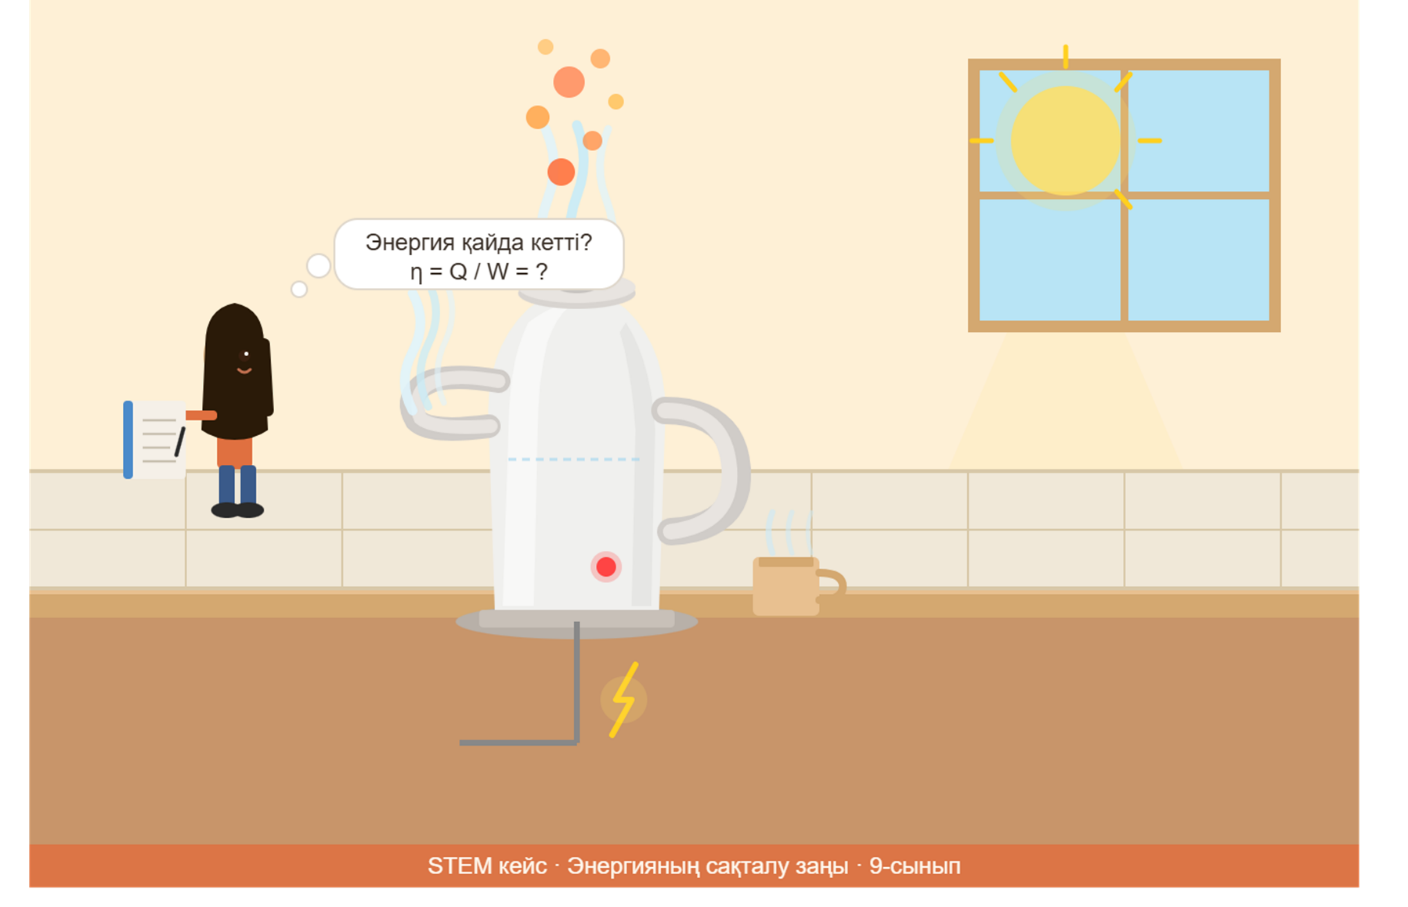 Энергия қайда кетті?
η = Q / W = ?
STEM кейс · Энергияның сақталу заңы · 9-сынып